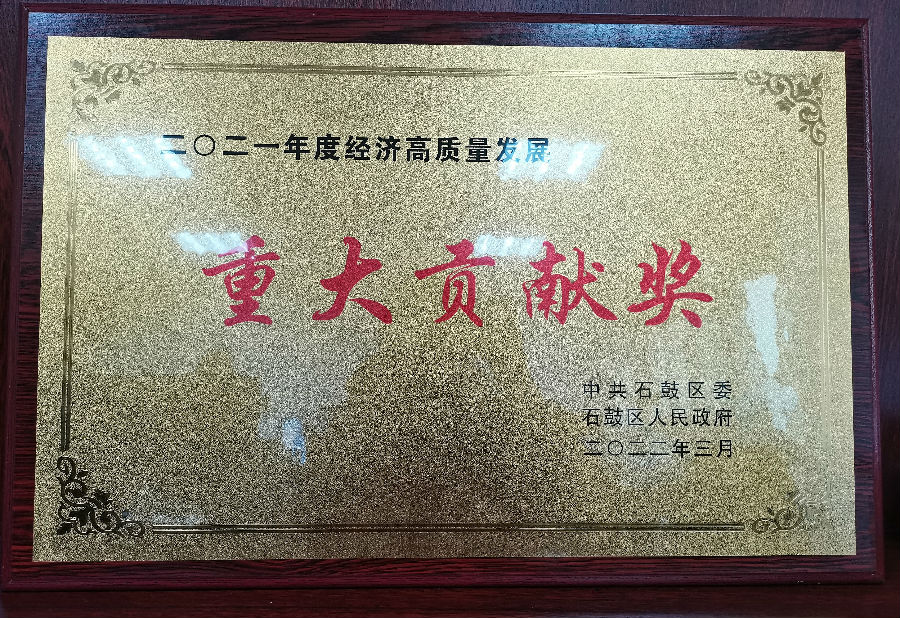 二〇二一年度经济高质量发展
重大贡献奖
中共石鼓区委
石鼓区人民政府
二〇二二年三月